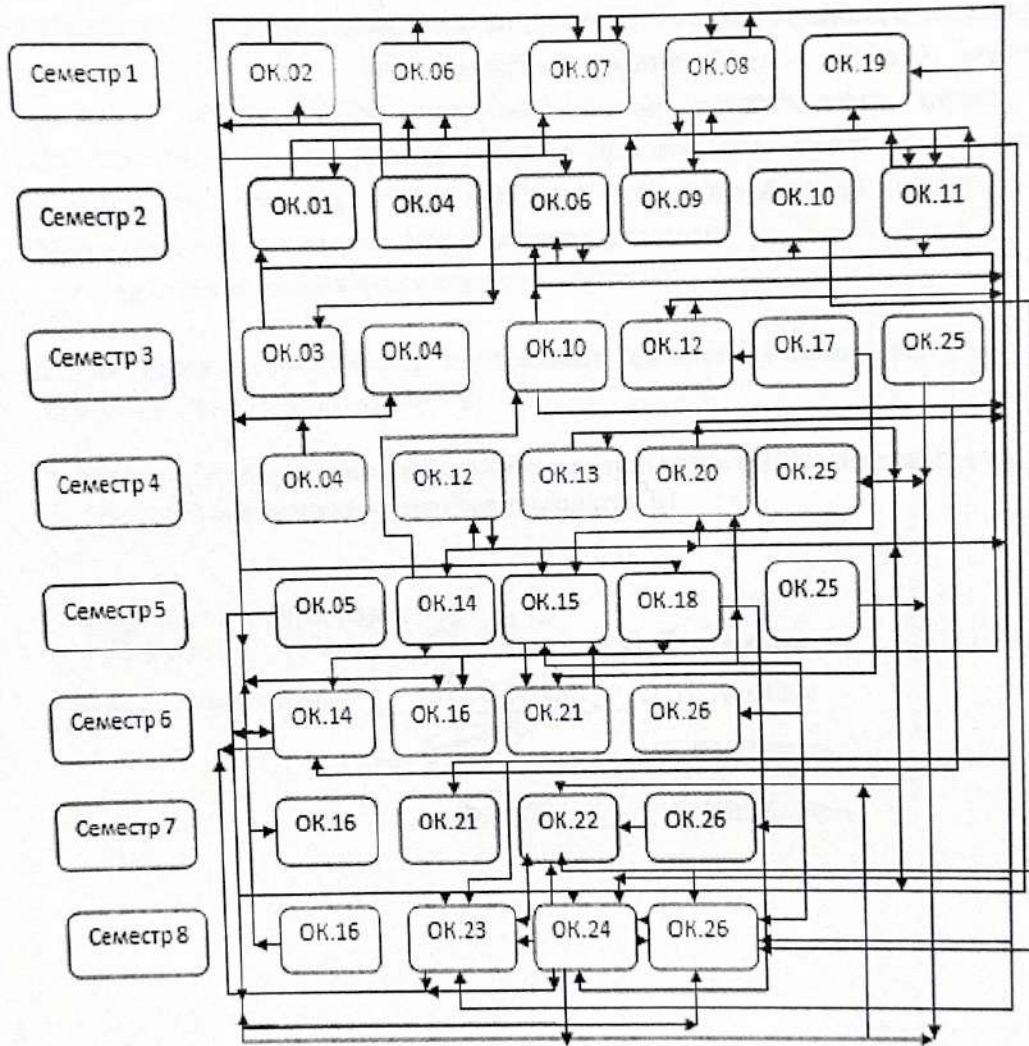 Семестр 1 ОК.02 ОК.06 ОК.07 ОК.08 ОК.19
Семестр 2 ОК.01 ОК.04 ОК.06 ОК.09 ОК.10 ОК.11
Семестр 3 ОК.03 ОК.04 ОК.10 ОК.12 ОК.17 ОК.25
Семестр 4 ОК.04 ОК.12 ОК.13 ОК.20 ОК.25
Семестр 5 ОК.05 ОК.14 ОК.15 ОК.18 ОК.25
Семестр 6 ОК.14 ОК.16 ОК.21 ОК.26
Семестр 7 ОК.16 ОК.21 ОК.22 ОК.26
Семестр 8 ОК.16 ОК.23 ОК.24 ОК.26